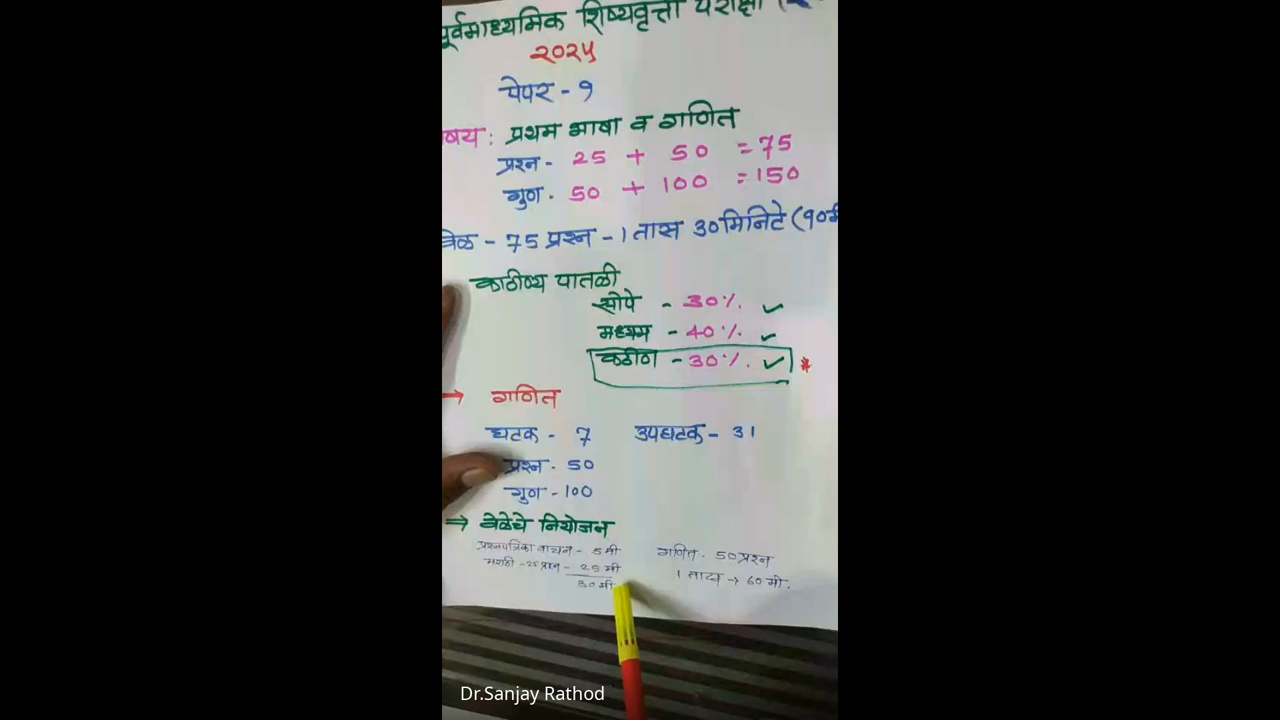 पूर्वमाध्यमिक शिष्यवृत्ती परीक्षा
२०२५
पेपर - १
विषय : प्रथम भाषा व गणित
प्रश्न - 25 + 50 = 75
गुण - 50 + 100 = 150
वेळ - 75 प्रश्न - 1 तास 30 मिनिटे (९०मी
काठीण्य पातळी
सोपे - 30%. ✓
मध्यम - 40%. ✓
कठीण - 30%. ✓ *
→ गणित
घटक - 7 उपघटक - 31
प्रश्न - 50
गुण - 100
⇒ वेळेचे नियोजन
प्रश्नपत्रिका वाचन - 5 मी गणित - 50 प्रश्न
मराठी - 25 प्रश्न - 25 मी 1 तास → 60 मी.
30 मी
Dr.Sanjay Rathod